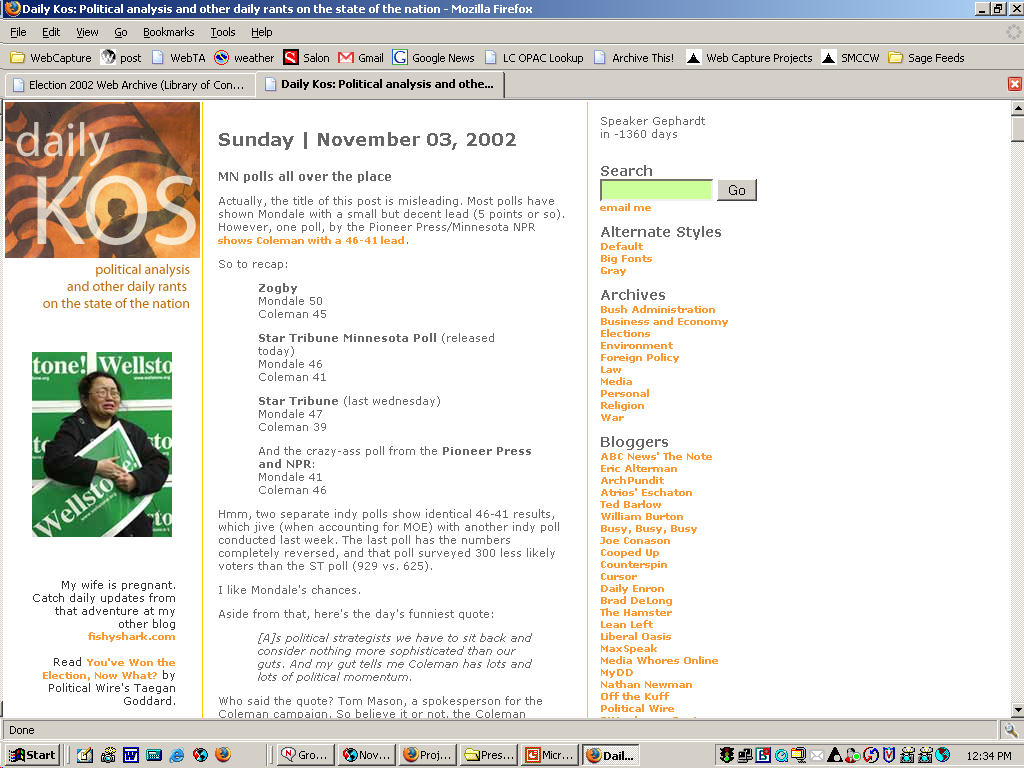 Daily Kos: Political analysis and other daily rants on the state of the nation - Mozilla Firefox
File Edit View Go Bookmarks Tools Help
WebCapture post WebTA weather Salon Gmail Google News LC OPAC Lookup Archive This! Web Capture Projects SMCCW Sage Feeds
Election 2002 Web Archive (Library of Con... Daily Kos: Political analysis and othe...
daily
KOS
political analysis
and other daily rants
on the state of the nation
tone! Wellst
Wellstone!
My wife is pregnant.
Catch daily updates from
that adventure at my
other blog
fishyshark.com
Read You've Won the
Election, Now What? by
Political Wire's Taegan
Goddard.
Sunday | November 03, 2002
MN polls all over the place
Actually, the title of this post is misleading. Most polls have
shown Mondale with a small but decent lead (5 points or so).
However, one poll, by the Pioneer Press/Minnesota NPR
shows Coleman with a 46-41 lead.
So to recap:
Zogby
Mondale 50
Coleman 45
Star Tribune Minnesota Poll (released
today)
Mondale 46
Coleman 41
Star Tribune (last wednesday)
Mondale 47
Coleman 39
And the crazy-ass poll from the Pioneer Press
and NPR:
Mondale 41
Coleman 46
Hmm, two separate indy polls show identical 46-41 results,
which jive (when accounting for MOE) with another indy poll
conducted last week. The last poll has the numbers
completely reversed, and that poll surveyed 300 less likely
voters than the ST poll (929 vs. 625).
I like Mondale's chances.
Aside from that, here's the day's funniest quote:
[A]s political strategists we have to sit back and
consider nothing more sophisticated than our
guts. And my gut tells me Coleman has lots and
lots of political momentum.
Who said the quote? Tom Mason, a spokesperson for the
Coleman campaign. So believe it or not, the Coleman
Speaker Gephardt
in -1360 days
Search
Go
email me
Alternate Styles
Default
Big Fonts
Gray
Archives
Bush Administration
Business and Economy
Elections
Environment
Foreign Policy
Law
Media
Personal
Religion
War
Bloggers
ABC News' The Note
Eric Alterman
ArchPundit
Atrios' Eschaton
Ted Barlow
William Burton
Busy, Busy, Busy
Joe Conason
Cooped Up
Counterspin
Cursor
Daily Enron
Brad DeLong
The Hamster
Lean Left
Liberal Oasis
MaxSpeak
Media Whores Online
MyDD
Nathan Newman
Off the Kuff
Political Wire
Done
Start Gro... Nov... Proj... Pres... Micr... Dail... 12:34 PM